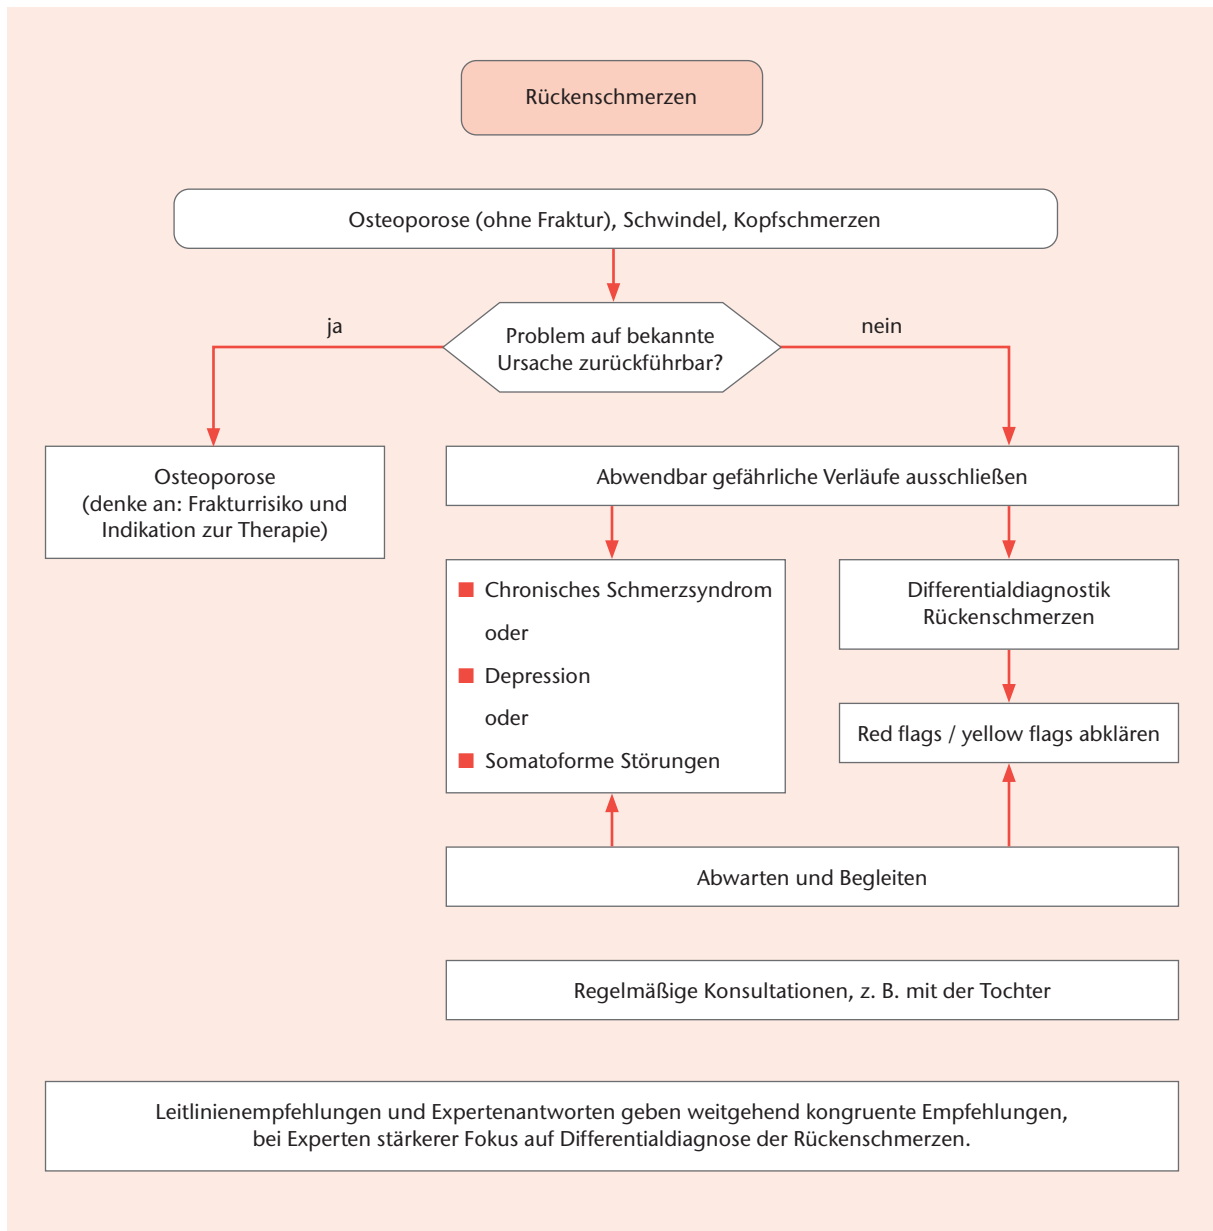 Rückenschmerzen
Osteoporose (ohne Fraktur), Schwindel, Kopfschmerzen
ja
Problem auf bekannte
Ursache zurückführbar?
nein
Osteoporose
(denke an: Frakturrisiko und
Indikation zur Therapie)
Abwendbar gefährliche Verläufe ausschließen
Chronisches Schmerzsyndrom
oder
Depression
oder
Somatoforme Störungen
Differentialdiagnostik
Rückenschmerzen
Red flags / yellow flags abklären
Abwarten und Begleiten
Regelmäßige Konsultationen, z. B. mit der Tochter
Leitlinienempfehlungen und Expertenantworten geben weitgehend kongruente Empfehlungen,
bei Experten stärkerer Fokus auf Differentialdiagnose der Rückenschmerzen.